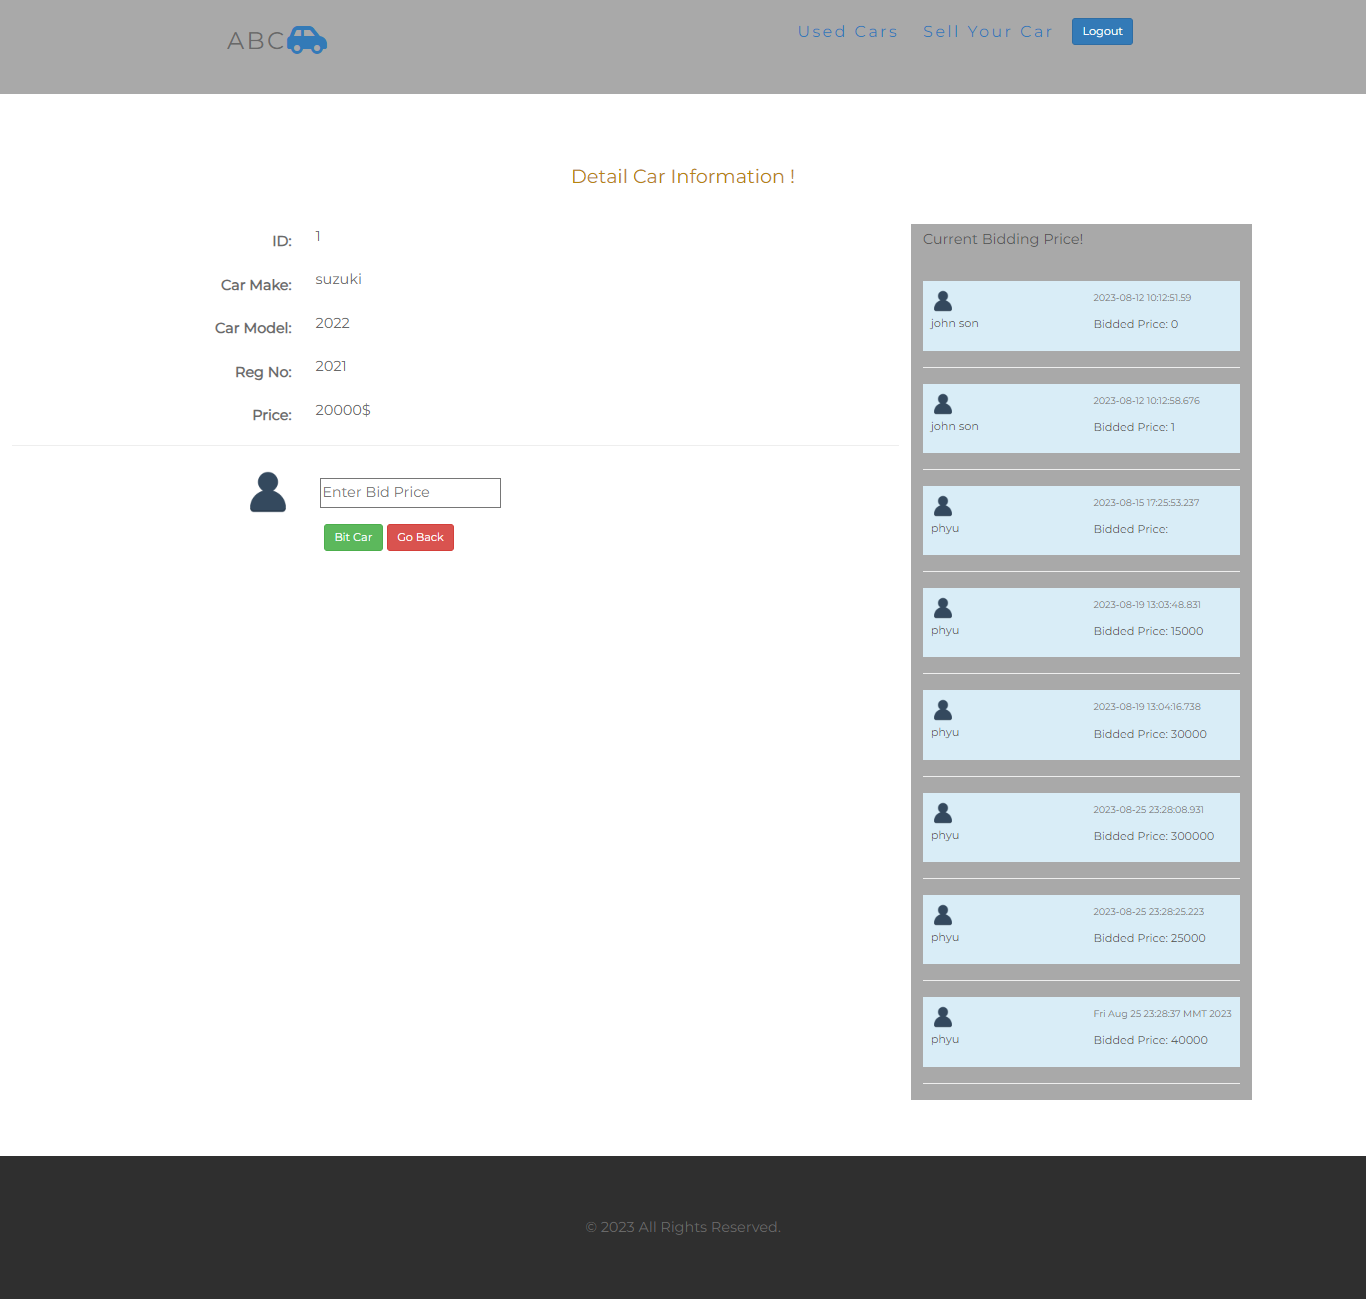 ABC
Used Cars Sell Your Car Logout
Detail Car Information !
ID: 1
Car Make: suzuki
Car Model: 2022
Reg No: 2021
Price: 20000$
Enter Bid Price
Bit Car Go Back
Current Bidding Price!
2023-08-12 10:12:51.59
john son Bidded Price: 0
2023-08-12 10:12:58.676
john son Bidded Price: 1
2023-08-15 17:25:53.237
phyu Bidded Price:
2023-08-19 13:03:48.831
phyu Bidded Price: 15000
2023-08-19 13:04:16.738
phyu Bidded Price: 30000
2023-08-25 23:28:08.931
phyu Bidded Price: 300000
2023-08-25 23:28:25.223
phyu Bidded Price: 25000
Fri Aug 25 23:28:37 MMT 2023
phyu Bidded Price: 40000
© 2023 All Rights Reserved.